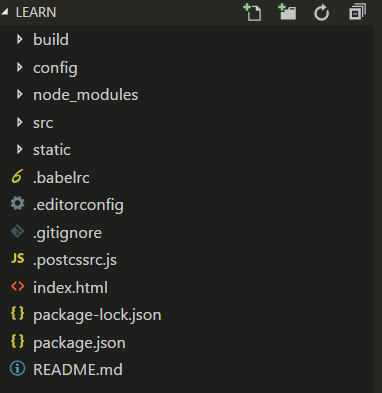 LEARN
build
config
node_modules
src
static
.babelrc
.editorconfig
.gitignore
JS .postcssrc.js
<> index.html
{ } package-lock.json
{ } package.json
README.md